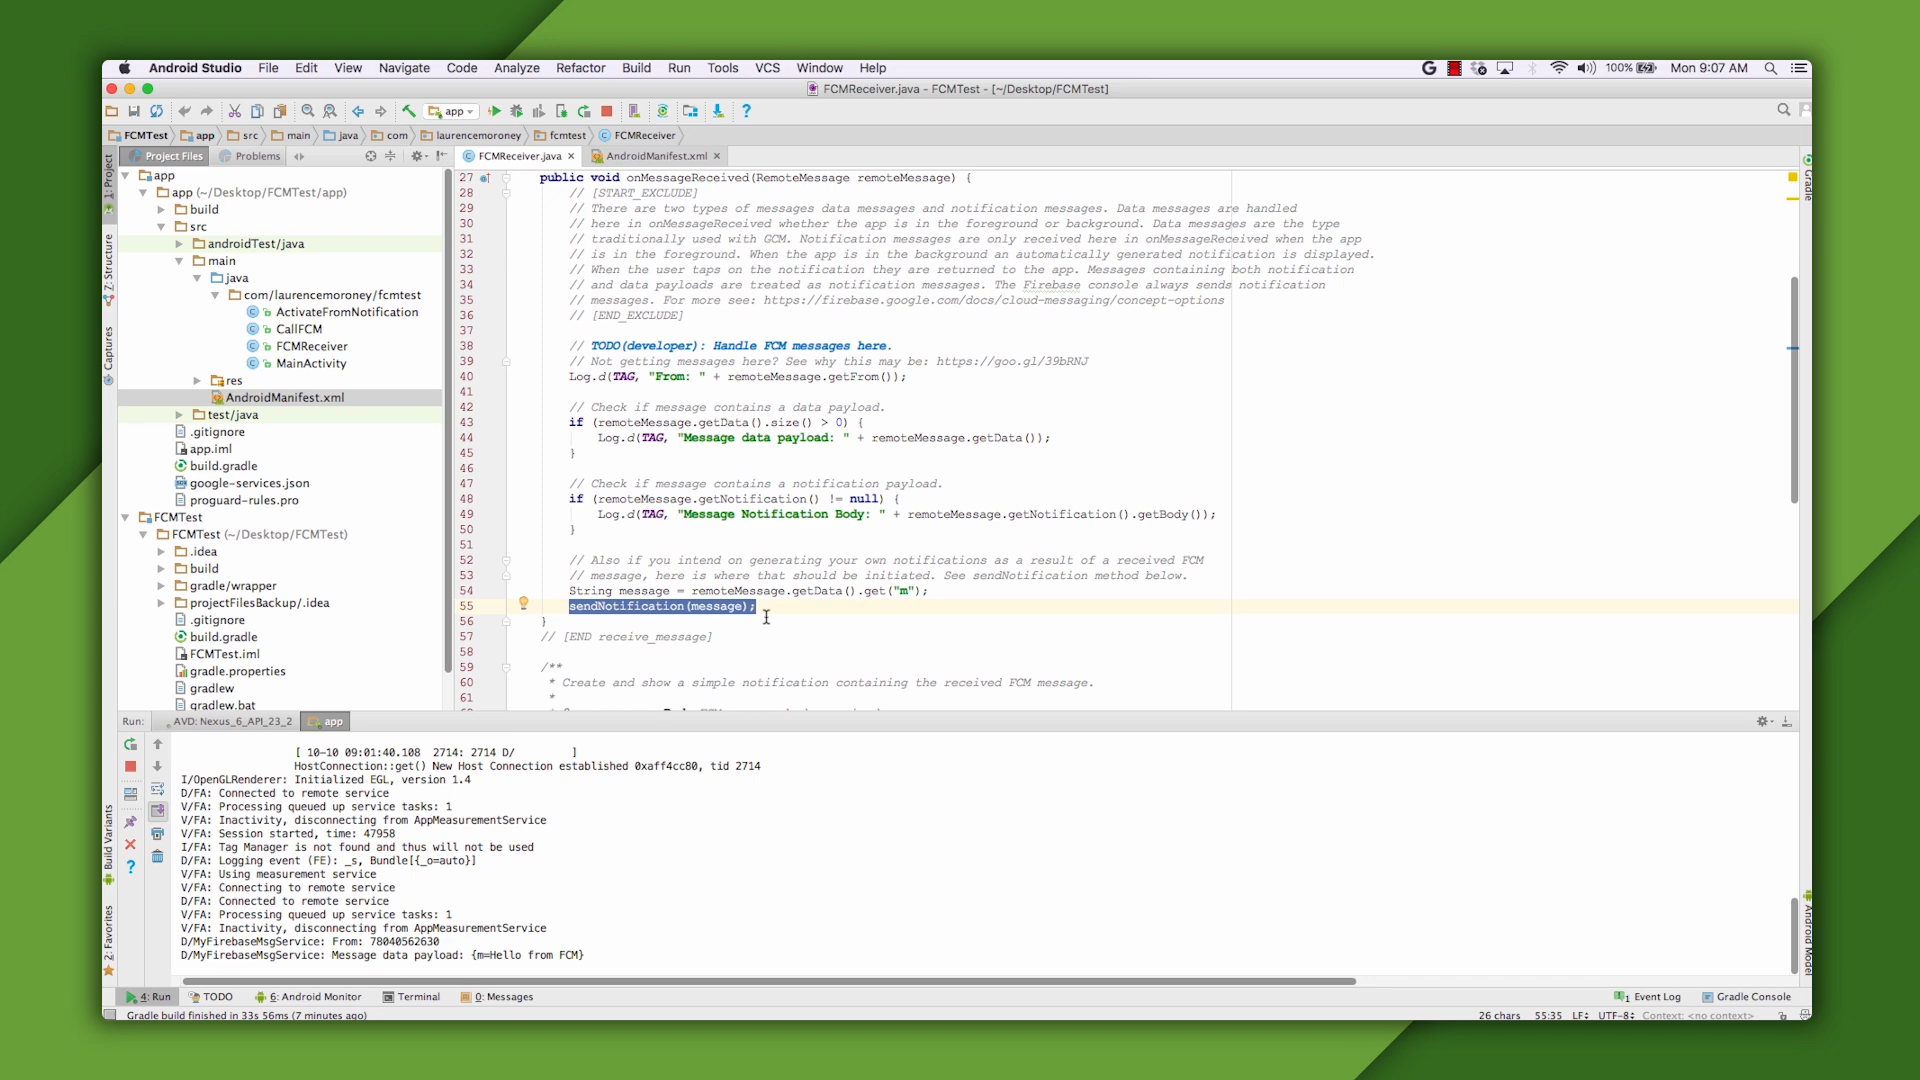 Android Studio File Edit View Navigate Code Analyze Refactor Build Run Tools VCS Window Help
100% Mon 9:07 AM
FCMReceiver.java - FCMTest - [~/Desktop/FCMTest]
app
FCMTest app src main java com laurencemoroney fcmtest FCMReceiver
Project Files Problems
FCMReceiver.java AndroidManifest.xml
1: Project
Z: Structure
Captures
Build Variants
2: Favorites
app
app (~/Desktop/FCMTest/app)
build
src
androidTest/java
main
java
com/laurencemoroney/fcmtest
ActivateFromNotification
CallFCM
FCMReceiver
MainActivity
res
AndroidManifest.xml
test/java
.gitignore
app.iml
build.gradle
google-services.json
proguard-rules.pro
FCMTest
FCMTest (~/Desktop/FCMTest)
.idea
build
gradle/wrapper
projectFilesBackup/.idea
.gitignore
build.gradle
FCMTest.iml
gradle.properties
gradlew
gradlew.bat
27 public void onMessageReceived(RemoteMessage remoteMessage) {
28 // [START_EXCLUDE]
29 // There are two types of messages data messages and notification messages. Data messages are handled
30 // here in onMessageReceived whether the app is in the foreground or background. Data messages are the type
31 // traditionally used with GCM. Notification messages are only received here in onMessageReceived when the app
32 // is in the foreground. When the app is in the background an automatically generated notification is displayed.
33 // When the user taps on the notification they are returned to the app. Messages containing both notification
34 // and data payloads are treated as notification messages. The Firebase console always sends notification
35 // messages. For more see: https://firebase.google.com/docs/cloud-messaging/concept-options
36 // [END_EXCLUDE]
37
38 // TODO(developer): Handle FCM messages here.
39 // Not getting messages here? See why this may be: https://goo.gl/39bRNJ
40 Log.d(TAG, "From: " + remoteMessage.getFrom());
41
42 // Check if message contains a data payload.
43 if (remoteMessage.getData().size() > 0) {
44 Log.d(TAG, "Message data payload: " + remoteMessage.getData());
45 }
46
47 // Check if message contains a notification payload.
48 if (remoteMessage.getNotification() != null) {
49 Log.d(TAG, "Message Notification Body: " + remoteMessage.getNotification().getBody());
50 }
51
52 // Also if you intend on generating your own notifications as a result of a received FCM
53 // message, here is where that should be initiated. See sendNotification method below.
54 String message = remoteMessage.getData().get("m");
55 sendNotification(message);
56 }
57 // [END receive_message]
58
59 /**
60 * Create and show a simple notification containing the received FCM message.
61 *
Gradle
Android Model
Run: AVD: Nexus_6_API_23_2 app
[ 10-10 09:01:40.108 2714: 2714 D/ ]
HostConnection::get() New Host Connection established 0xaff4cc80, tid 2714
I/OpenGLRenderer: Initialized EGL, version 1.4
D/FA: Connected to remote service
V/FA: Processing queued up service tasks: 1
V/FA: Inactivity, disconnecting from AppMeasurementService
V/FA: Session started, time: 47958
I/FA: Tag Manager is not found and thus will not be used
D/FA: Logging event (FE): _s, Bundle[{_o=auto}]
V/FA: Using measurement service
V/FA: Connecting to remote service
D/FA: Connected to remote service
V/FA: Processing queued up service tasks: 1
V/FA: Inactivity, disconnecting from AppMeasurementService
D/MyFirebaseMsgService: From: 78040562630
D/MyFirebaseMsgService: Message data payload: {m=Hello from FCM}
4: Run TODO 6: Android Monitor Terminal 0: Messages 1 Event Log Gradle Console
Gradle build finished in 33s 56ms (7 minutes ago) 26 chars 55:35 LF UTF-8 Context: <no context>